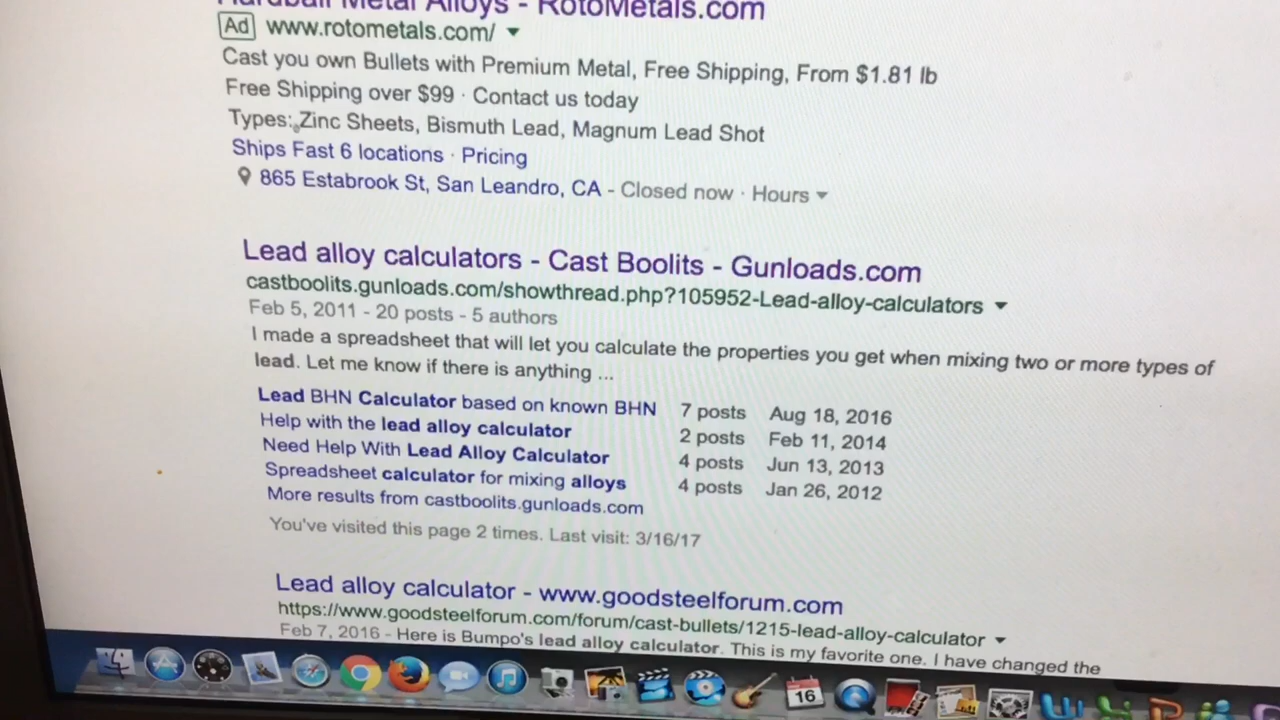 Hardball Metal Alloys - RotoMetals.com
Ad www.rotometals.com/
Cast you own Bullets with Premium Metal, Free Shipping, From $1.81 lb
Free Shipping over $99 · Contact us today
Types: Zinc Sheets, Bismuth Lead, Magnum Lead Shot
Ships Fast 6 locations · Pricing
865 Estabrook St, San Leandro, CA - Closed now · Hours
Lead alloy calculators - Cast Boolits - Gunloads.com
castboolits.gunloads.com/showthread.php?105952-Lead-alloy-calculators
Feb 5, 2011 - 20 posts - 5 authors
I made a spreadsheet that will let you calculate the properties you get when mixing two or more types of
lead. Let me know if there is anything ...
Lead BHN Calculator based on known BHN 7 posts Aug 18, 2016
Help with the lead alloy calculator 2 posts Feb 11, 2014
Need Help With Lead Alloy Calculator 4 posts Jun 13, 2013
Spreadsheet calculator for mixing alloys 4 posts Jan 26, 2012
More results from castboolits.gunloads.com
You've visited this page 2 times. Last visit: 3/16/17
Lead alloy calculator - www.goodsteelforum.com
https://www.goodsteelforum.com/forum/cast-bullets/1215-lead-alloy-calculator
Feb 7, 2016 - Here is Bumpo's lead alloy calculator. This is my favorite one. I have changed the
16